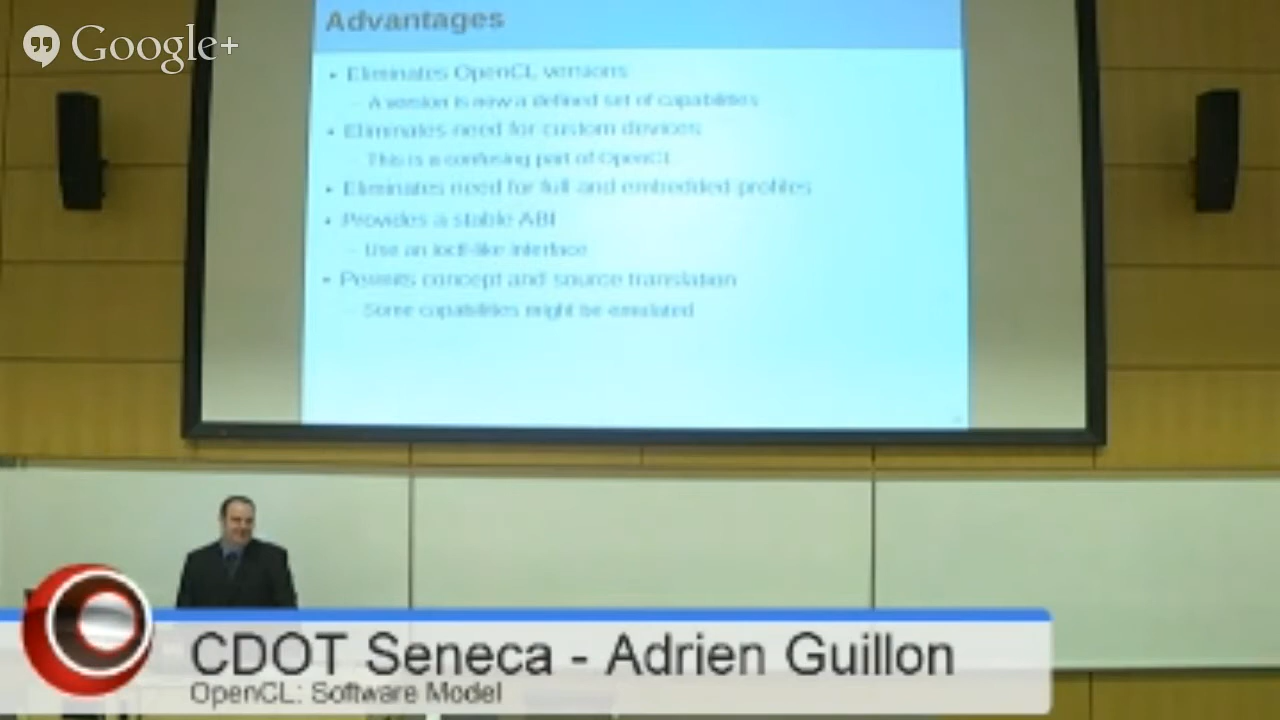 Google+
Advantages
• Eliminates OpenCL versions
– A version is now a defined set of capabilities
• Eliminates need for custom devices
– This is a confusing part of OpenCL
• Eliminates need for full and embedded profiles
• Provides a stable ABI
– Use an ioctl-like interface
• Permits concept and source translation
– Some capabilities might be emulated
CDOT Seneca - Adrien Guillon
OpenCL: Software Model